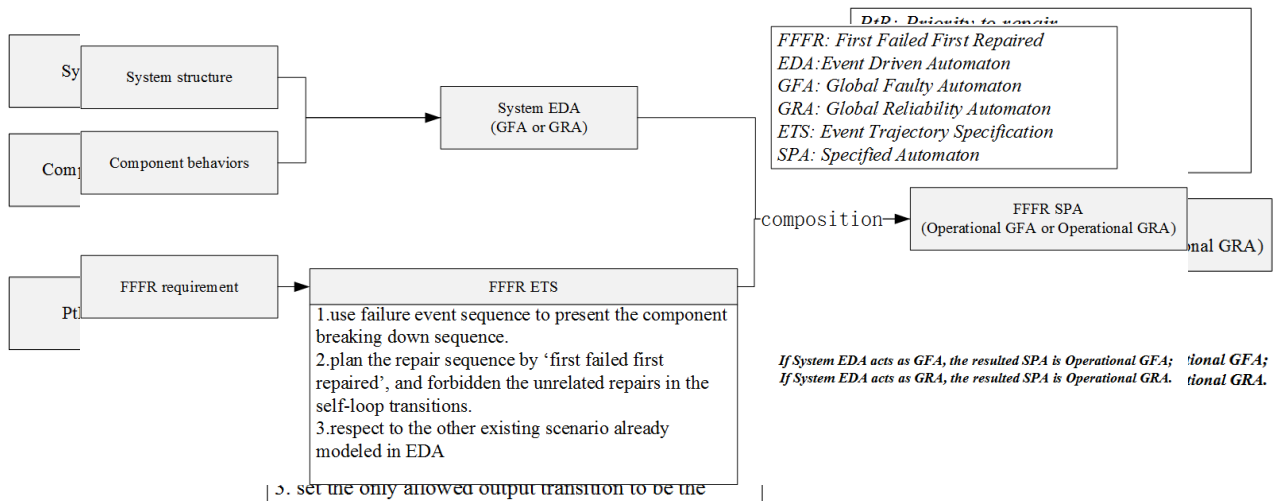 PtR: Priority to repair
FFFR: First Failed First Repaired
EDA:Event Driven Automaton
GFA: Global Faulty Automaton
GRA: Global Reliability Automaton
ETS: Event Trajectory Specification
SPA: Specified Automaton
Sy
System structure
Comp
Component behaviors
System EDA
(GFA or GRA)
composition
FFFR SPA
(Operational GFA or Operational GRA)
onal GRA)
Pt
FFFR requirement
FFFR ETS
1.use failure event sequence to present the component
breaking down sequence.
2.plan the repair sequence by ‘first failed first
repaired’, and forbidden the unrelated repairs in the
self-loop transitions.
3.respect to the other existing scenario already
modeled in EDA
If System EDA acts as GFA, the resulted SPA is Operational GFA;
If System EDA acts as GRA, the resulted SPA is Operational GRA.
tional GFA;
tional GRA.
3. set the only allowed output transition to be the